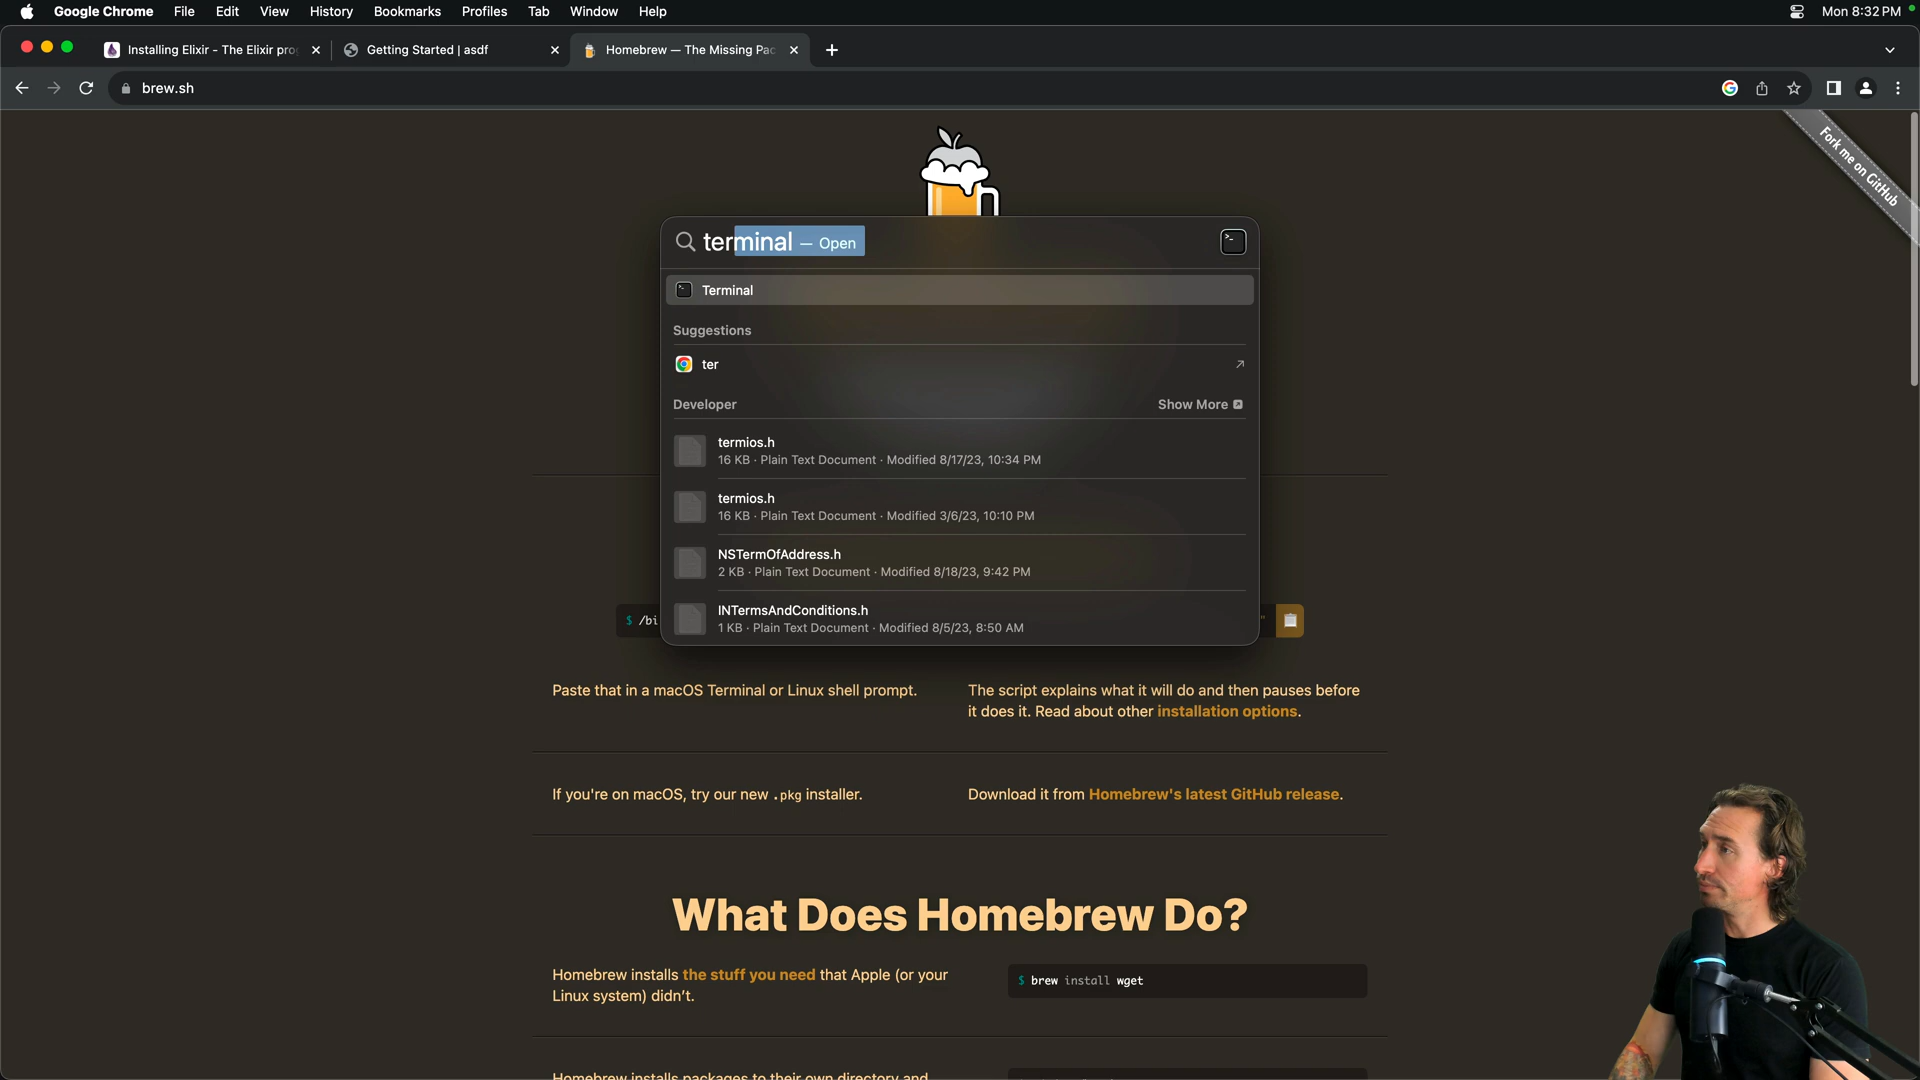 Google Chrome File Edit View History Bookmarks Profiles Tab Window Help Mon 8:32 PM
Installing Elixir - The Elixir pro Getting Started | asdf Homebrew — The Missing Pac
brew.sh
Fork me on GitHub
terminal — Open
Terminal
Suggestions
ter
Developer Show More
termios.h
16 KB · Plain Text Document · Modified 8/17/23, 10:34 PM
termios.h
16 KB · Plain Text Document · Modified 3/6/23, 10:10 PM
NSTermOfAddress.h
2 KB · Plain Text Document · Modified 8/18/23, 9:42 PM
INTermsAndConditions.h
1 KB · Plain Text Document · Modified 8/5/23, 8:50 AM
$ /bi "
Paste that in a macOS Terminal or Linux shell prompt.
The script explains what it will do and then pauses before
it does it. Read about other installation options.
If you're on macOS, try our new .pkg installer.
Download it from Homebrew's latest GitHub release.
What Does Homebrew Do?
Homebrew installs the stuff you need that Apple (or your
Linux system) didn't.
$ brew install wget
Homebrew installs packages to their own directory and